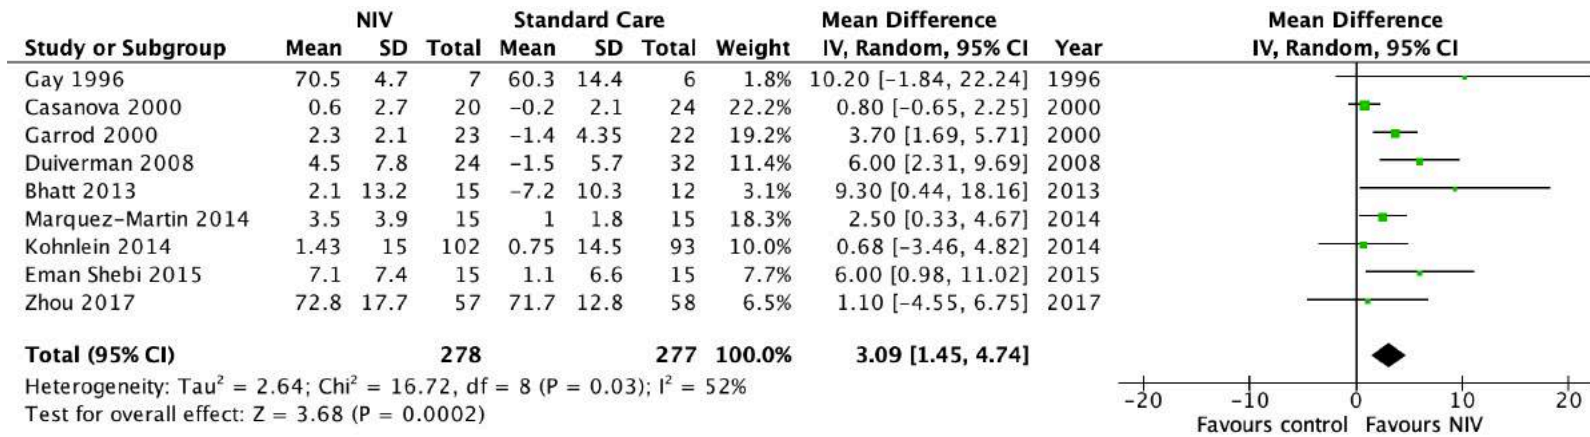 NIV Standard Care Mean Difference Mean Difference
Study or Subgroup Mean SD Total Mean SD Total Weight IV, Random, 95% CI Year IV, Random, 95% CI
Gay 1996 70.5 4.7 7 60.3 14.4 6 1.8% 10.20 [−1.84, 22.24] 1996
Casanova 2000 0.6 2.7 20 −0.2 2.1 24 22.2% 0.80 [−0.65, 2.25] 2000
Garrod 2000 2.3 2.1 23 −1.4 4.35 22 19.2% 3.70 [1.69, 5.71] 2000
Duiverman 2008 4.5 7.8 24 −1.5 5.7 32 11.4% 6.00 [2.31, 9.69] 2008
Bhatt 2013 2.1 13.2 15 −7.2 10.3 12 3.1% 9.30 [0.44, 18.16] 2013
Marquez−Martin 2014 3.5 3.9 15 1 1.8 15 18.3% 2.50 [0.33, 4.67] 2014
Kohnlein 2014 1.43 15 102 0.75 14.5 93 10.0% 0.68 [−3.46, 4.82] 2014
Eman Shebi 2015 7.1 7.4 15 1.1 6.6 15 7.7% 6.00 [0.98, 11.02] 2015
Zhou 2017 72.8 17.7 57 71.7 12.8 58 6.5% 1.10 [−4.55, 6.75] 2017
Total (95% CI) 278 277 100.0% 3.09 [1.45, 4.74]
Heterogeneity: Tau² = 2.64; Chi² = 16.72, df = 8 (P = 0.03); I² = 52%
Test for overall effect: Z = 3.68 (P = 0.0002)
−20 −10 0 10 20
Favours control Favours NIV